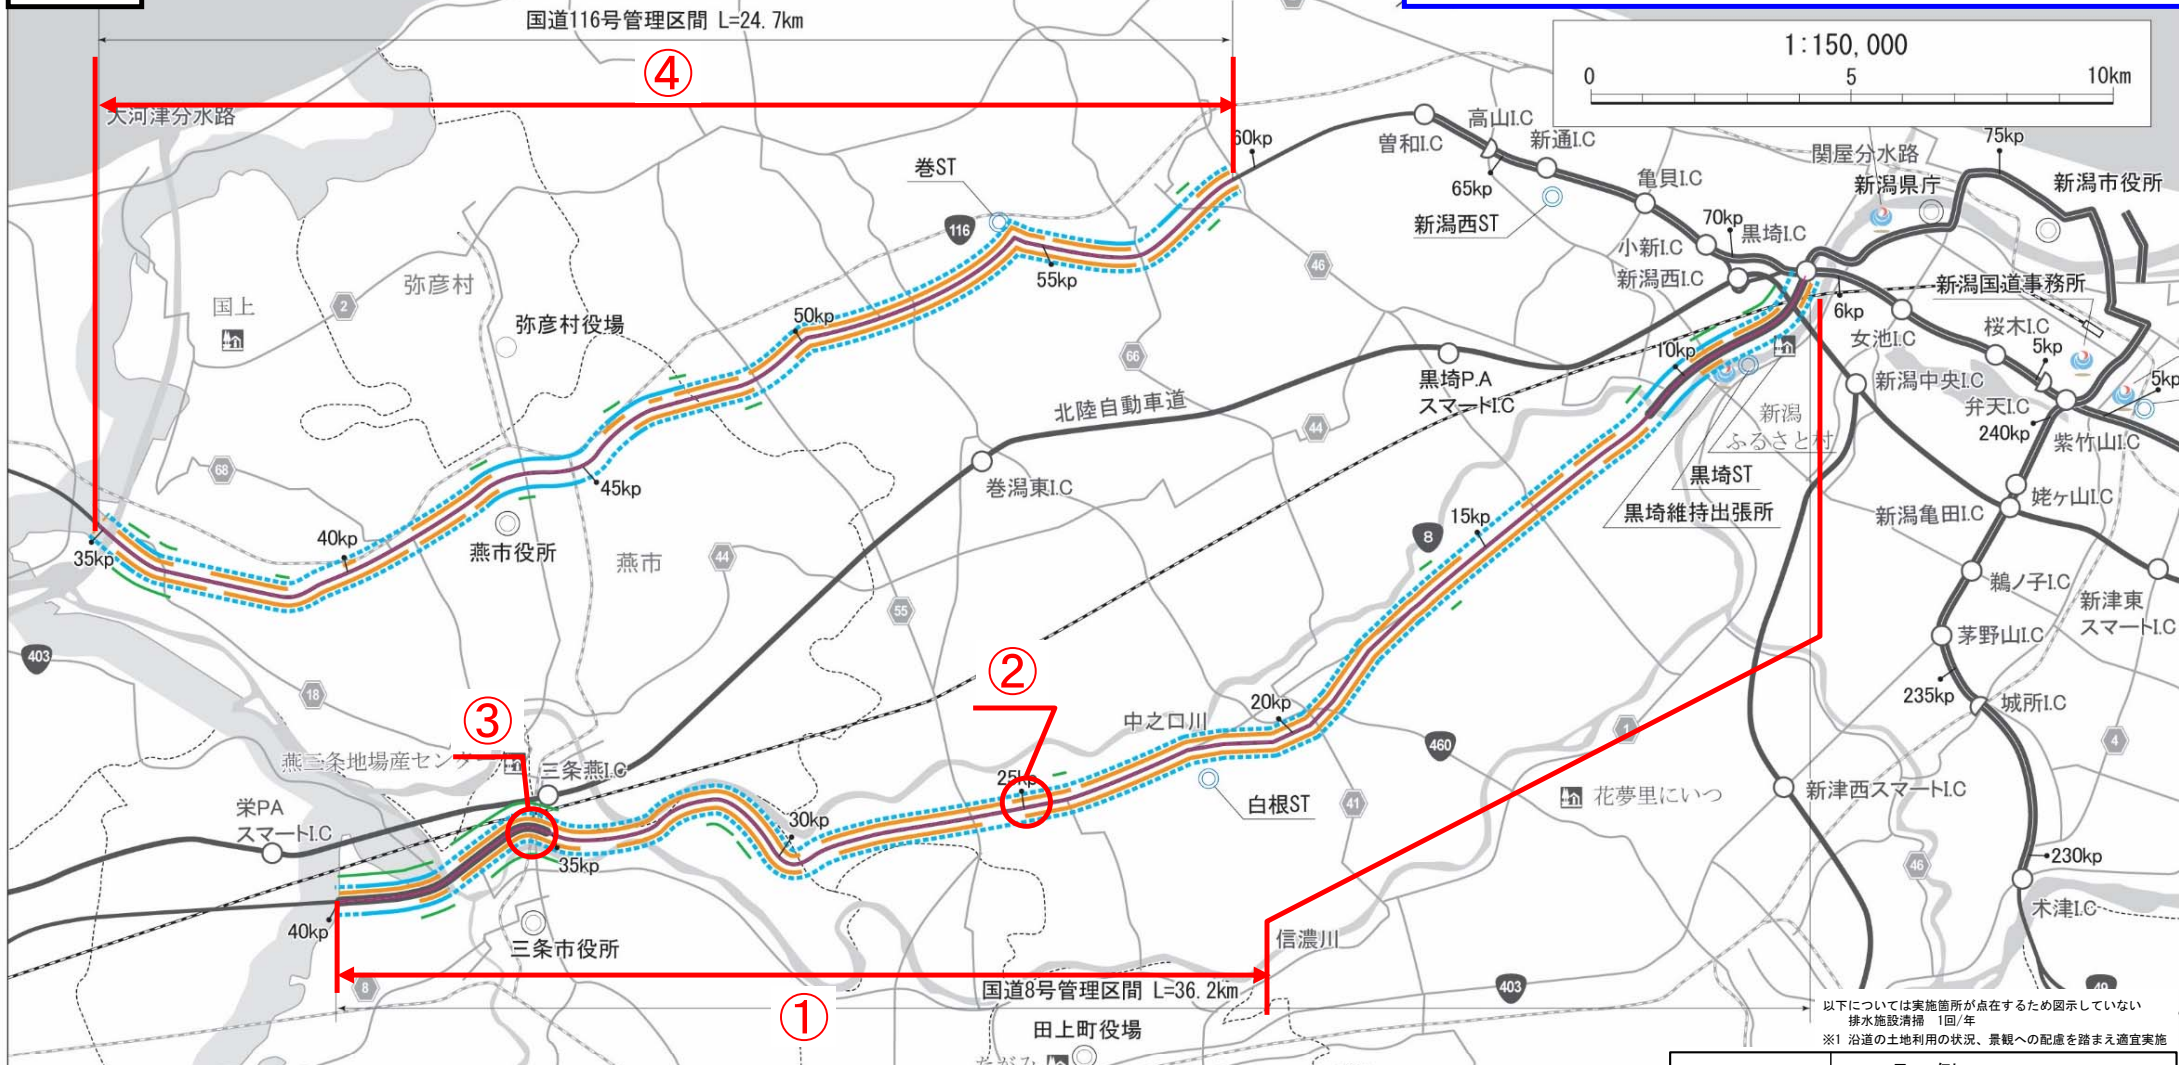 国道116号管理区間 L=24.7km
④
1:150,000
0 5 10km
大河津分水路
60kp
曽和I.C
高山I.C
新通I.C
65kp
関屋分水路
75kp
新潟県庁
新潟市役所
巻ST
亀貝I.C
新潟西ST
70kp
黒埼I.C
小新I.C
新潟西I.C
116
46
55kp
弥彦村
国上
2
弥彦村役場
50kp
新潟国道事務所
6kp
女池I.C
桜木I.C
5kp
5kp
66
10kp
黒埼P.A
スマートI.C
新潟中央I.C
弁天I.C
240kp
紫竹山I.C
北陸自動車道
44
新潟
ふるさと村
68
45kp
巻潟東I.C
黒埼ST
黒埼維持出張所
姥ヶ山I.C
新潟亀田I.C
35kp
40kp
燕市役所
燕市
44
15kp
8
鵜ノ子I.C
新津東
スマートI.C
55
茅野山I.C
403
18
②
235kp
城所I.C
③
中之口川
20kp
460
1
4
燕三条地場産センター
三条燕I.C
25kp
白根ST
41
花夢里にいつ
新津西スマートI.C
栄PA
スマートI.C
30kp
35kp
46
230kp
40kp
三条市役所
信濃川
木津I.C
8
国道8号管理区間 L=36.2km
403
49
①
田上町役場
以下については実施箇所が点在するため図示していない
排水施設清掃 1回/年
※1 沿道の土地利用の状況、景観への配慮を踏まえ適宜実施